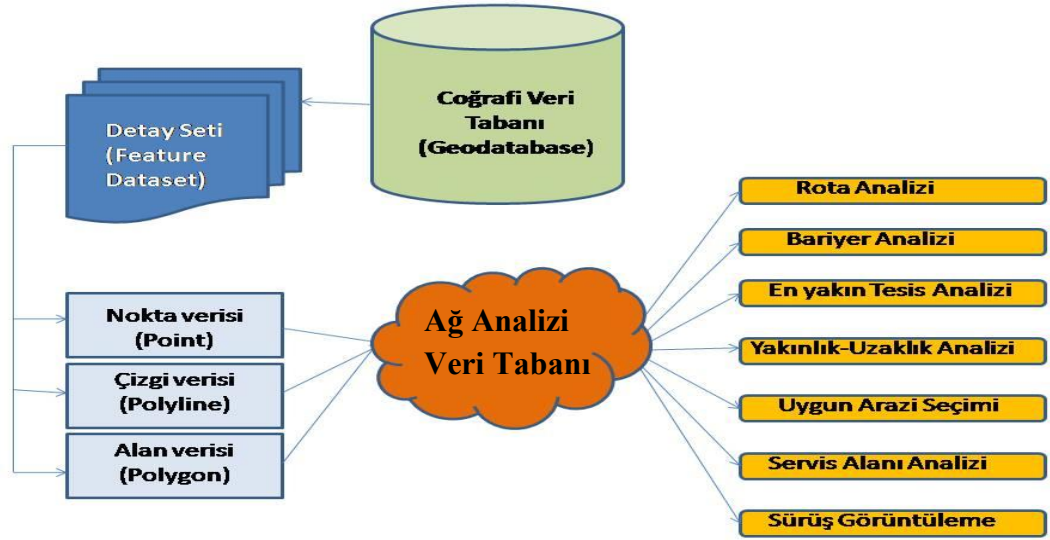 Coğrafi Veri
Tabanı
(Geodatabase)
Detay Seti
(Feature
Dataset)
Nokta verisi
(Point)
Çizgi verisi
(Polyline)
Alan verisi
(Polygon)
Ağ Analizi
Veri Tabanı
Rota Analizi
Bariyer Analizi
En yakın Tesis Analizi
Yakınlık-Uzaklık Analizi
Uygun Arazi Seçimi
Servis Alanı Analizi
Sürüş Görüntüleme